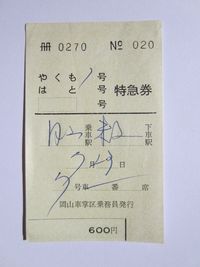 冊 0270 № 020
やくも 1 号
はと 号 特急券
号
乗車駅 下車駅
月 日
号車 番 席
岡山車掌区乗務員発行
600円